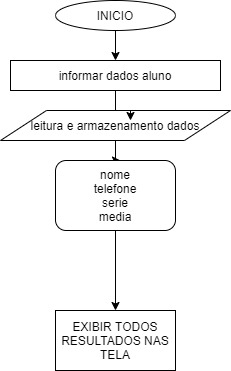 INICIO
informar dados aluno
leitura e armazenamento dados
nome
telefone
serie
media
EXIBIR TODOS
RESULTADOS NAS
TELA